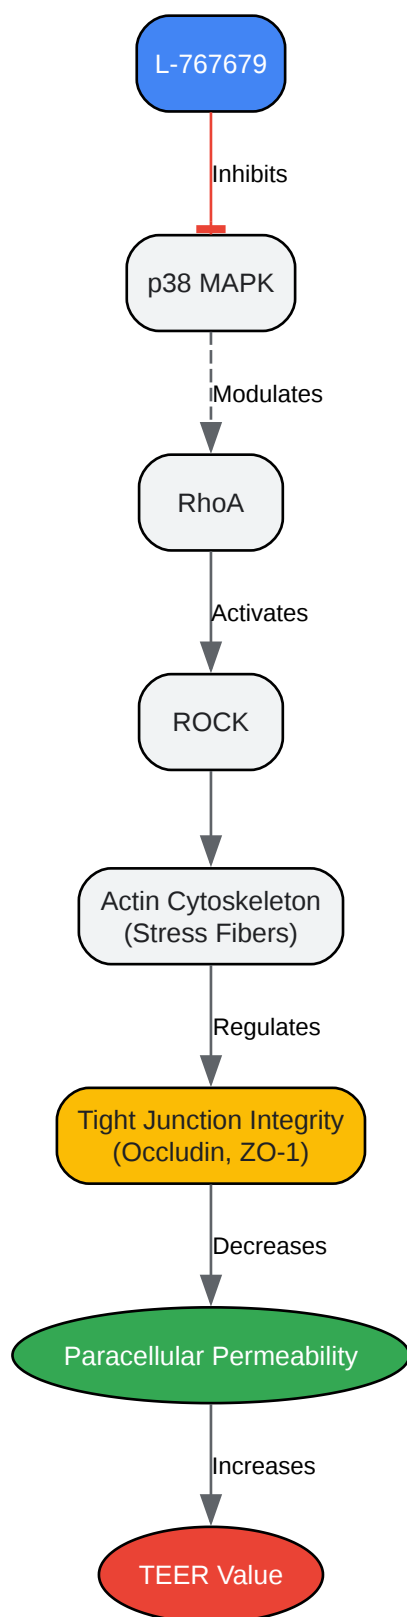 L-767679
Inhibits
p38 MAPK
Modulates
RhoA
Activates
ROCK
Actin Cytoskeleton
(Stress Fibers)
Regulates
Tight Junction Integrity
(Occludin, ZO-1)
Decreases
Paracellular Permeability
Increases
TEER Value